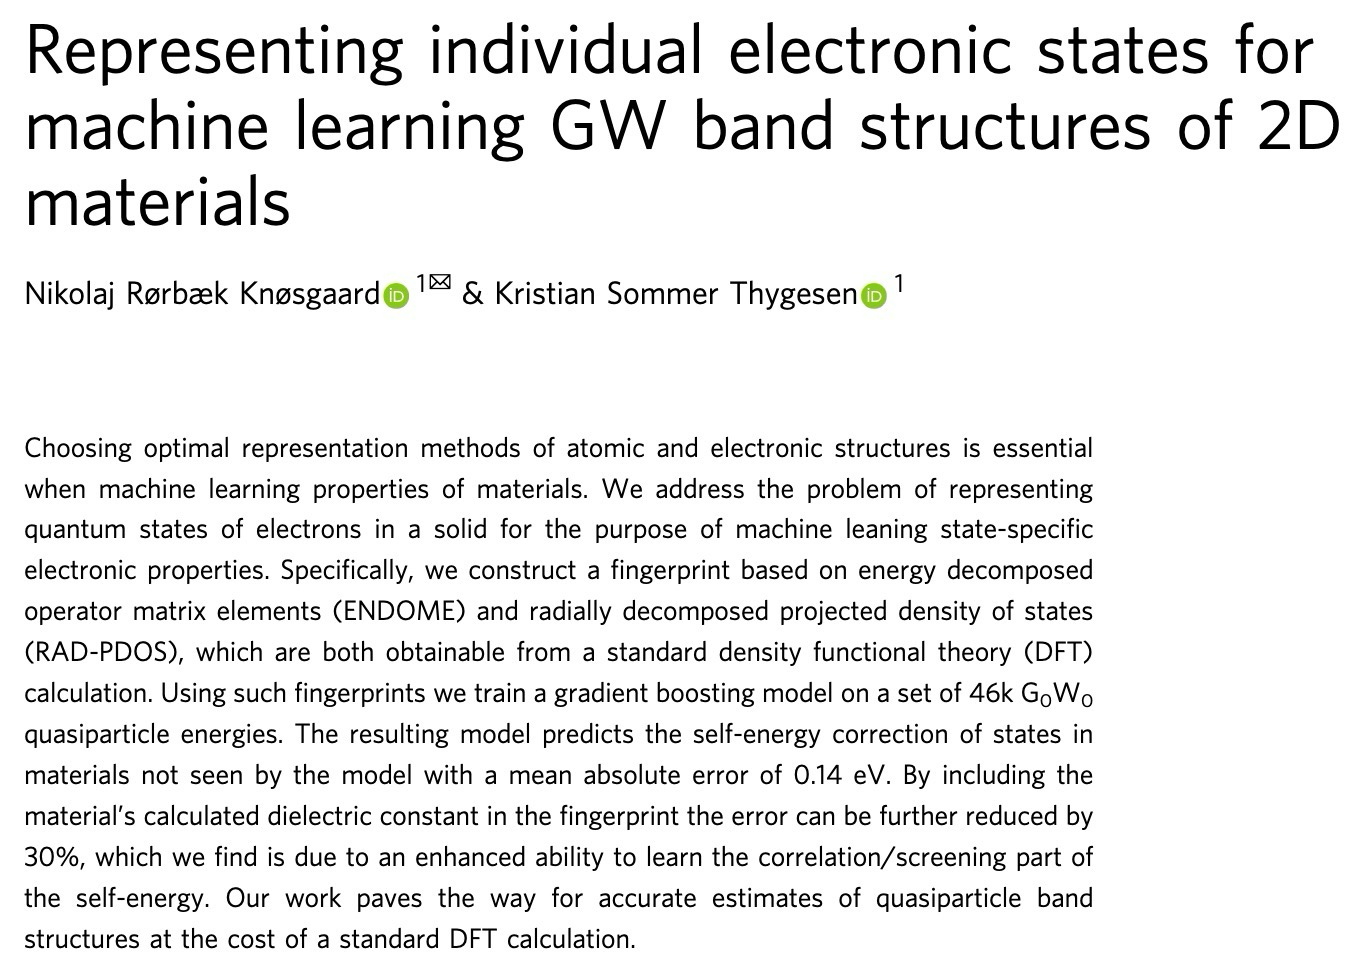 Representing individual electronic states for
machine learning GW band structures of 2D
materials
Nikolaj Rørbæk Knøsgaard iD 1✉ & Kristian Sommer Thygesen iD 1
Choosing optimal representation methods of atomic and electronic structures is essential
when machine learning properties of materials. We address the problem of representing
quantum states of electrons in a solid for the purpose of machine leaning state-specific
electronic properties. Specifically, we construct a fingerprint based on energy decomposed
operator matrix elements (ENDOME) and radially decomposed projected density of states
(RAD-PDOS), which are both obtainable from a standard density functional theory (DFT)
calculation. Using such fingerprints we train a gradient boosting model on a set of 46k G₀W₀
quasiparticle energies. The resulting model predicts the self-energy correction of states in
materials not seen by the model with a mean absolute error of 0.14 eV. By including the
material's calculated dielectric constant in the fingerprint the error can be further reduced by
30%, which we find is due to an enhanced ability to learn the correlation/screening part of
the self-energy. Our work paves the way for accurate estimates of quasiparticle band
structures at the cost of a standard DFT calculation.